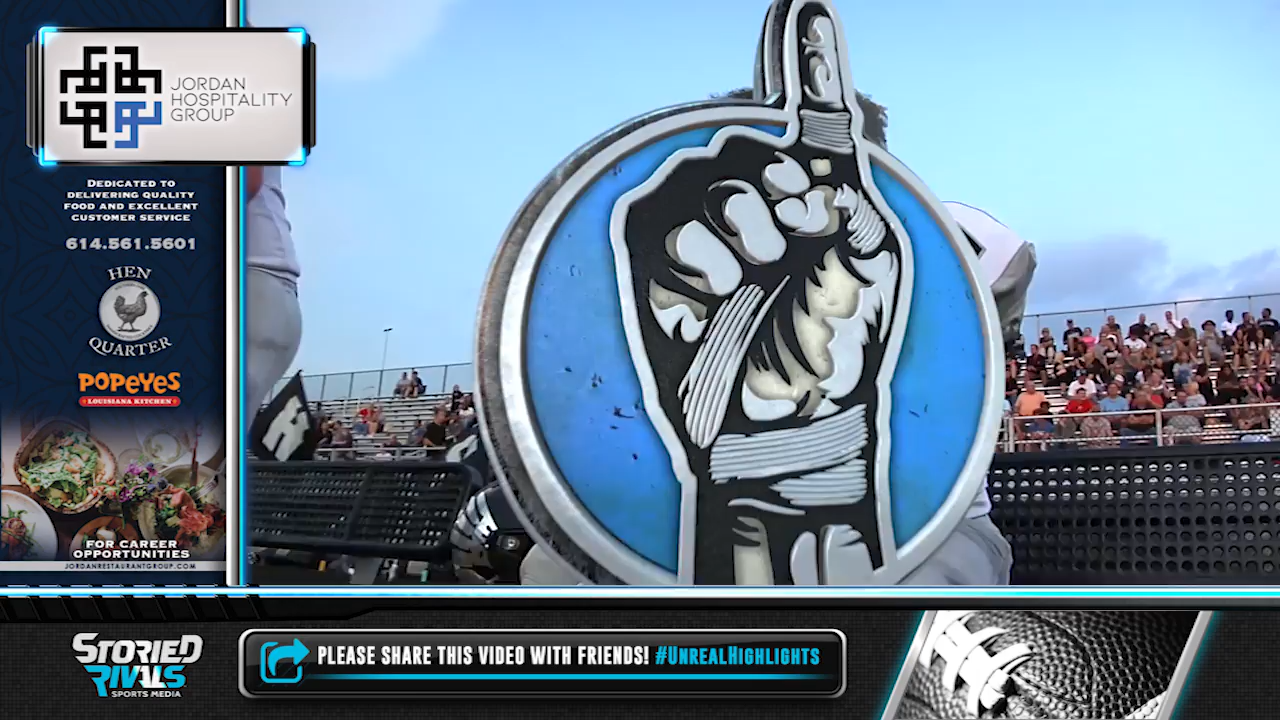 JORDAN
HOSPITALITY
GROUP
DEDICATED TO
DELIVERING QUALITY
FOOD AND EXCELLENT
CUSTOMER SERVICE
614.561.5601
HEN
QUARTER
POPEYES
LOUISIANA KITCHEN
FOR CAREER
OPPORTUNITIES
JORDANRESTAURANTGROUP.COM
STORIED
RIVALS
SPORTS MEDIA
PLEASE SHARE THIS VIDEO WITH FRIENDS! #UNREALHIGHLIGHTS
H